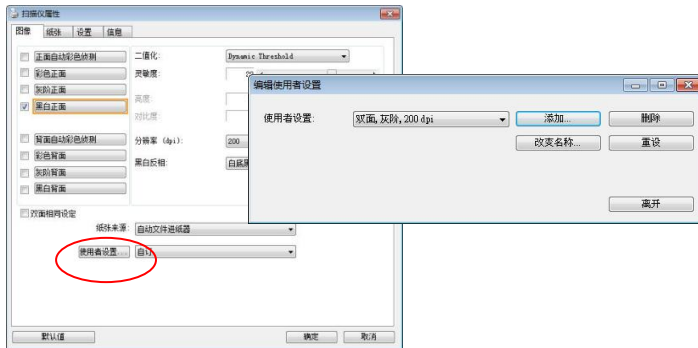 扫描仪属性
图像 纸张 设置 信息
正面自动彩色侦测
彩色正面
灰阶正面
黑白正面
背面自动彩色侦测
彩色背面
灰阶背面
黑白背面
二值化: Dynamic Threshold
灵敏度:
亮度:
对比度:
分辨率 (dpi): 200
黑白反相: 白底黑
双面相同设定
纸张来源: 自动文件进纸器
使用者设置... 自订
默认值 确定 取消
编辑使用者设置
使用者设置: 双面, 灰阶, 200 dpi 添加... 删除
改变名称... 重设
离开